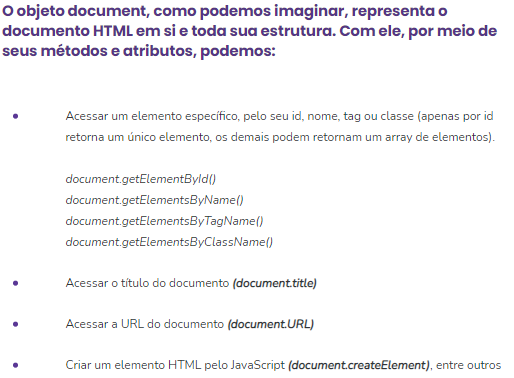 O objeto document, como podemos imaginar, representa o
documento HTML em si e toda sua estrutura. Com ele, por meio de
seus métodos e atributos, podemos:
• Acessar um elemento específico, pelo seu id, nome, tag ou classe (apenas por id
retorna um único elemento, os demais podem retornam um array de elementos).
document.getElementById()
document.getElementsByName()
document.getElementsByTagName()
document.getElementsByClassName()
• Acessar o título do documento (document.title)
• Acessar a URL do documento (document.URL)
• Criar um elemento HTML pelo JavaScript (document.createElement), entre outros